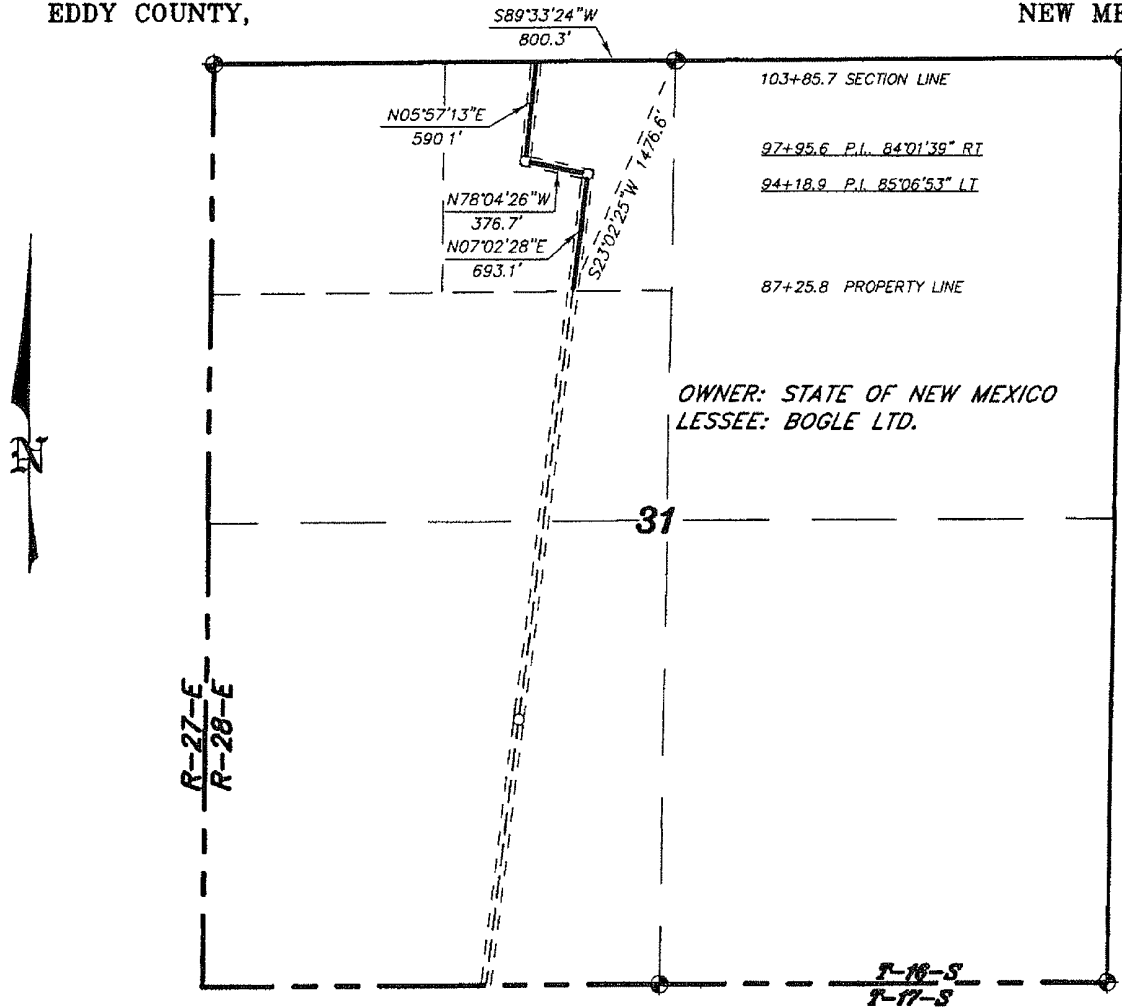 EDDY COUNTY,
NEW ME
S89°33'24"W
800.3'
103+85.7 SECTION LINE
N05°57'13"E
590.1'
97+95.6 P.I. 84°01'39" RT
94+18.9 P.I. 85°06'53" LT
N78°04'26"W
376.7'
S23°02'25"W 1476.6'
N07°02'28"E
693.1'
87+25.8 PROPERTY LINE
OWNER: STATE OF NEW MEXICO
LESSEE: BOGLE LTD.
N
31
R-27-E
R-28-E
T-16-S
T-17-S